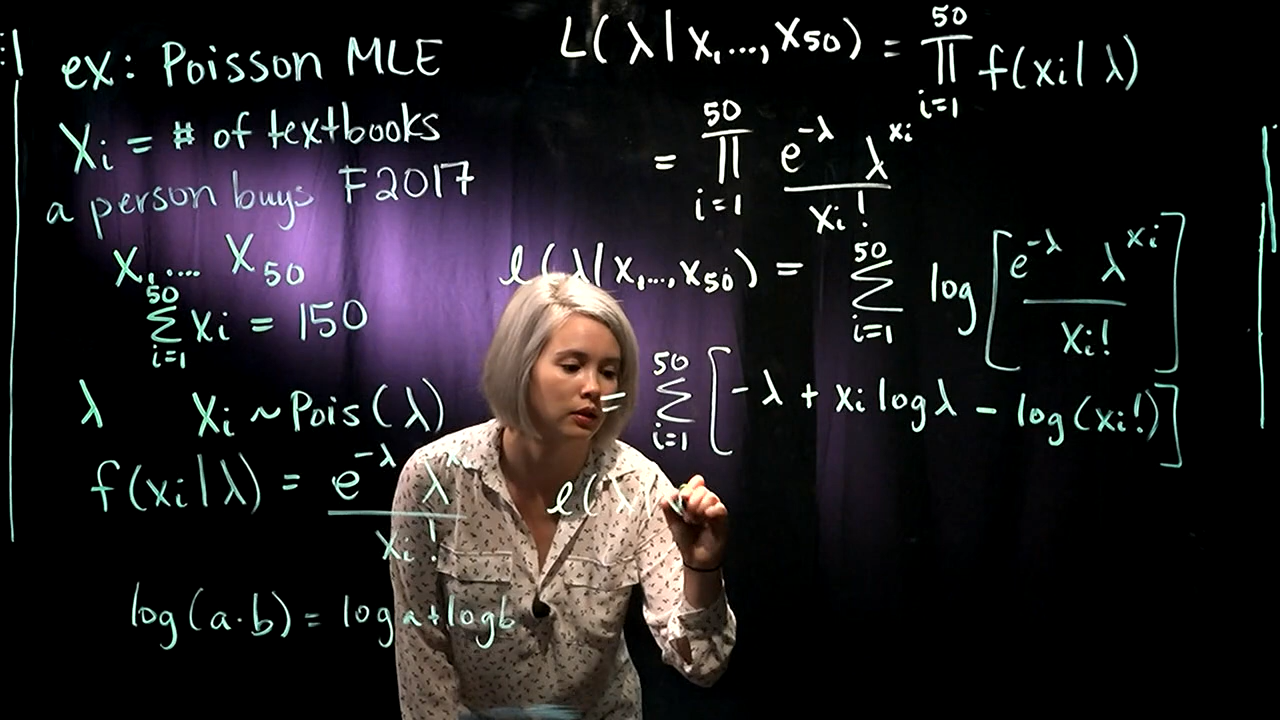 ex: Poisson MLE
Xi = # of textbooks
a person buys F2017
X1, .... X50
50
Σ xi = 150
i=1
λ Xi ~ Pois(λ)
f(xi|λ) = e^-λ λ
xi!
log(a·b) = log a + log b
L(λ|x1,...,x50) = 50 Π i=1 f(xi|λ)
= 50 Π i=1 e^-λ λ^xi
xi!
ℓ(λ|x1,...,x50) = 50 Σ i=1 log[e^-λ λ^xi
xi!]
= 50 Σ i=1 [-λ + xi log λ - log(xi!)]
ℓ(λ|